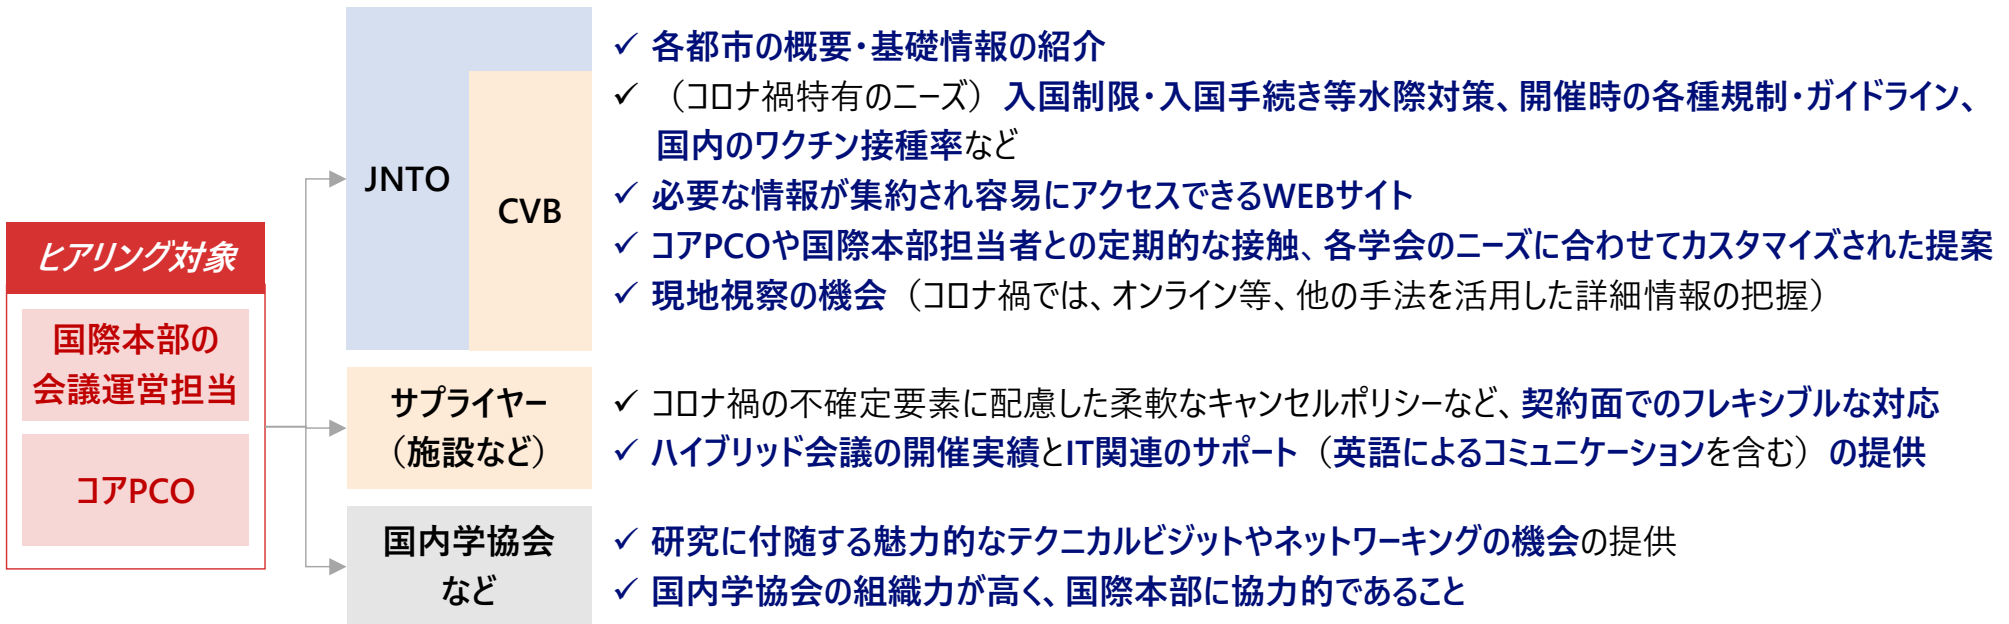 ヒアリング対象
国際本部の
会議運営担当
コアPCO
JNTO
CVB
✓ 各都市の概要・基礎情報の紹介
✓ （コロナ禍特有のニーズ）入国制限・入国手続き等水際対策、開催時の各種規制・ガイドライン、
国内のワクチン接種率など
✓ 必要な情報が集約され容易にアクセスできるWEBサイト
✓ コアPCOや国際本部担当者との定期的な接触、各学会のニーズに合わせてカスタマイズされた提案
✓ 現地視察の機会（コロナ禍では、オンライン等、他の手法を活用した詳細情報の把握）
サプライヤー
（施設など）
✓ コロナ禍の不確定要素に配慮した柔軟なキャンセルポリシーなど、契約面でのフレキシブルな対応
✓ ハイブリッド会議の開催実績とIT関連のサポート（英語によるコミュニケーションを含む）の提供
国内学協会
など
✓ 研究に付随する魅力的なテクニカルビジットやネットワーキングの機会の提供
✓ 国内学協会の組織力が高く、国際本部に協力的であること